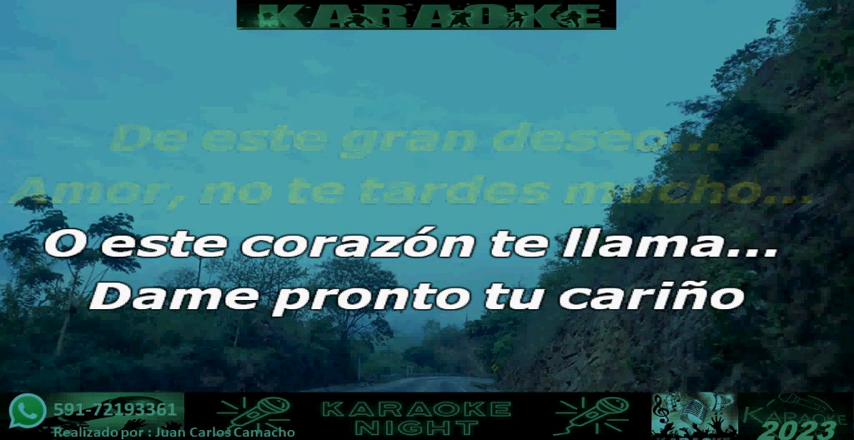 KARAOKE
De este gran deseo...
Amor, no te tardes mucho...
O este corazón te llama...
Dame pronto tu cariño
591-72193361
Realizado por : Juan Carlos Camacho
KARAOKE
NIGHT
KARAOKE
KARAOKE
2023